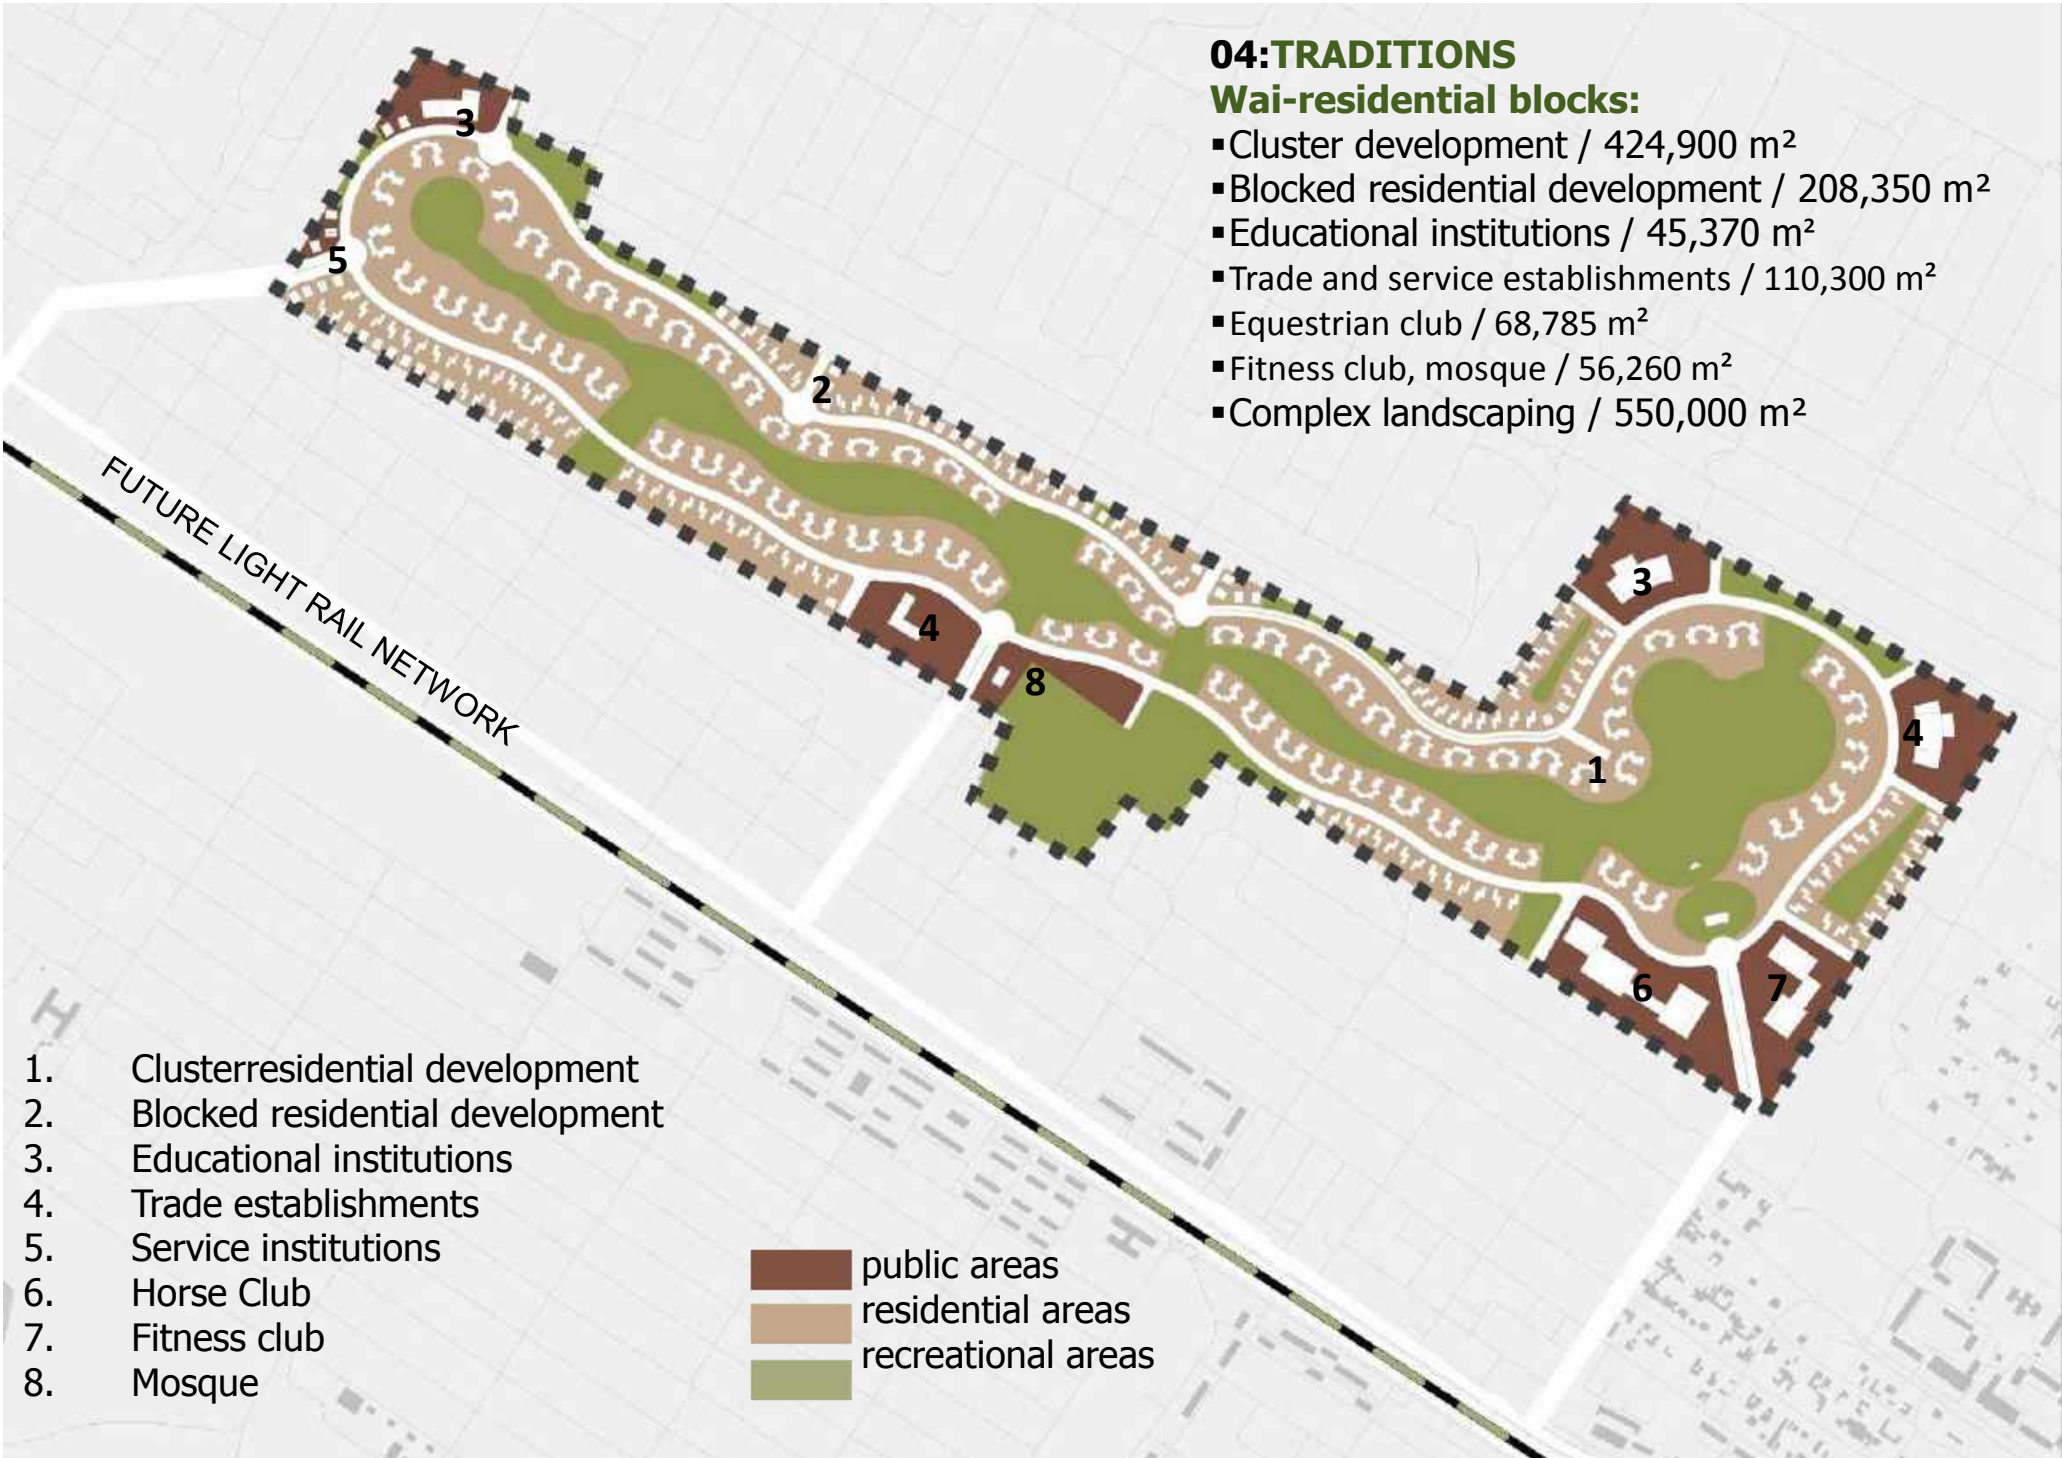 04:TRADITIONS
Wai-residential blocks:
▪Cluster development / 424,900 m²
▪Blocked residential development / 208,350 m²
▪Educational institutions / 45,370 m²
▪Trade and service establishments / 110,300 m²
▪Equestrian club / 68,785 m²
▪Fitness club, mosque / 56,260 m²
▪Complex landscaping / 550,000 m²
3
5
2
3
4
8
4
1
6
7
FUTURE LIGHT RAIL NETWORK
1. Clusterresidential development
2. Blocked residential development
3. Educational institutions
4. Trade establishments
5. Service institutions
6. Horse Club
7. Fitness club
8. Mosque
public areas
residential areas
recreational areas